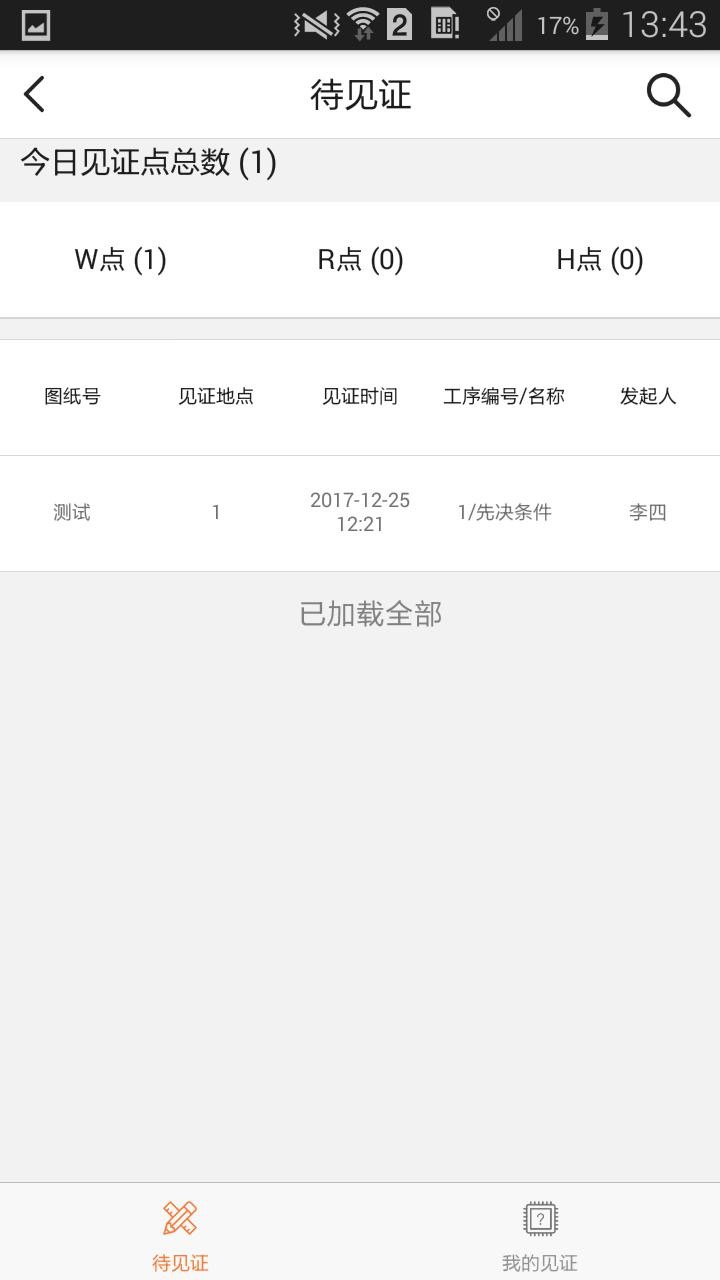 17% 13:43
待见证
今日见证点总数 (1)
W点 (1) R点 (0) H点 (0)
图纸号 见证地点 见证时间 工序编号/名称 发起人
测试 1 2017-12-25 12:21 1/先决条件 李四
已加载全部
待见证 我的见证